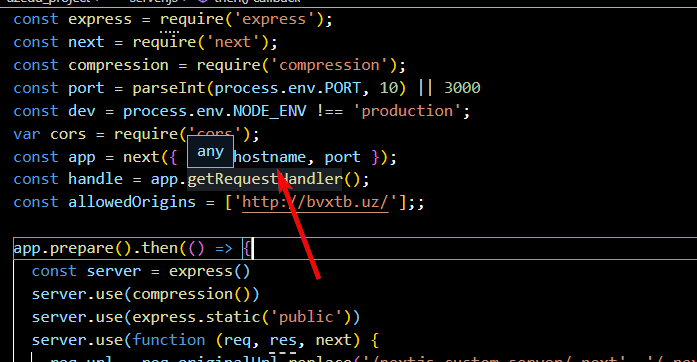 server.js then() callback
const express = require('express');
const next = require('next');
const compression = require('compression');
const port = parseInt(process.env.PORT, 10) || 3000
const dev = process.env.NODE_ENV !== 'production';
var cors = require('cors');
const app = next({ hostname, port });
any
const handle = app.getRequestHandler();
const allowedOrigins = ['http://bvxtb.uz/'];;
app.prepare().then(() => {
const server = express()
server.use(compression())
server.use(express.static('public'))
server.use(function (req, res, next) {